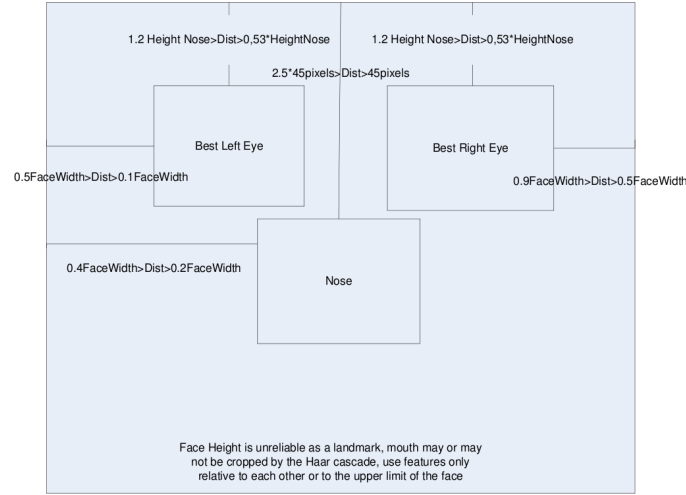 1.2 Height Nose>Dist>0,53*HeightNose
1.2 Height Nose>Dist>0,53*HeightNose
2.5*45pixels>Dist>45pixels
Best Left Eye
Best Right Eye
0.5FaceWidth>Dist>0.1FaceWidth
0.9FaceWidth>Dist>0.5FaceWidth
0.4FaceWidth>Dist>0.2FaceWidth
Nose
Face Height is unreliable as a landmark, mouth may or may
not be cropped by the Haar cascade, use features only
relative to each other or to the upper limit of the face